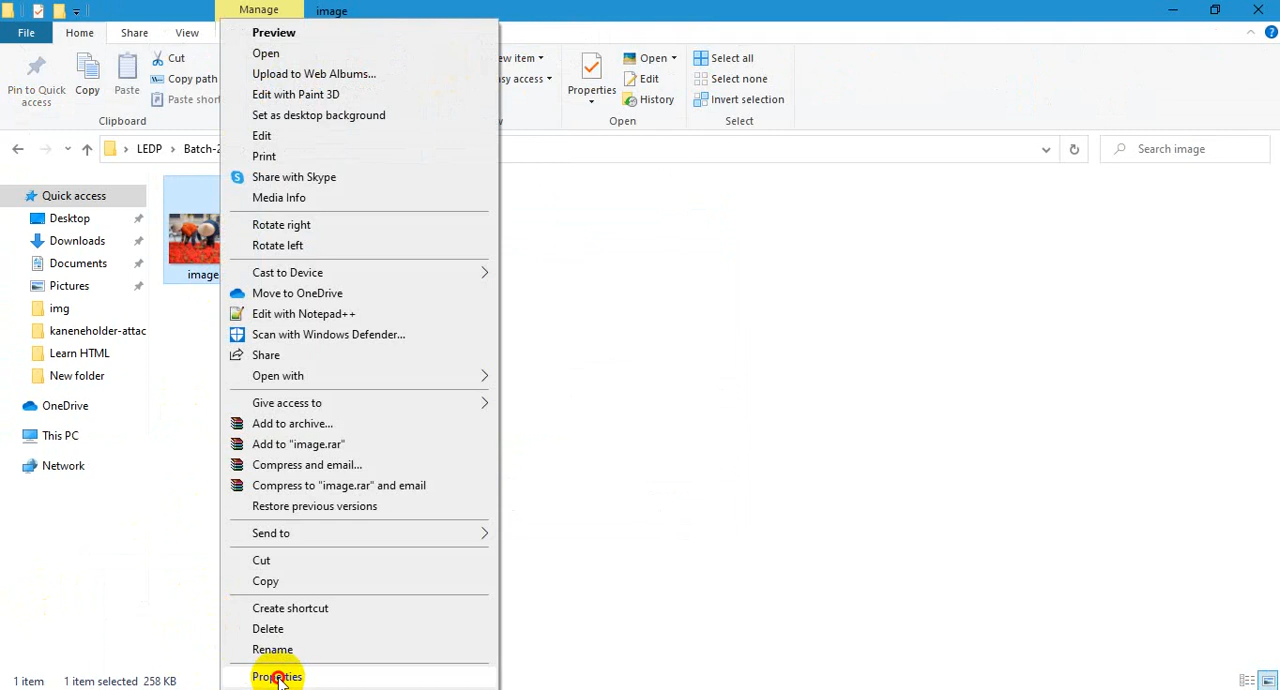 Manage
image
File
Home
Share
View
Pin to Quick access
Copy
Paste
Cut
Copy path
Paste short
Clipboard
ew item
sy access
Properties
Open
Edit
History
Open
Select all
Select none
Invert selection
Select
LEDP > Batch-2
Search image
Quick access
Desktop
Downloads
Documents
Pictures
img
kaneneholder-attac
Learn HTML
New folder
OneDrive
This PC
Network
image
Preview
Open
Upload to Web Albums...
Edit with Paint 3D
Set as desktop background
Edit
Print
Share with Skype
Media Info
Rotate right
Rotate left
Cast to Device
Move to OneDrive
Edit with Notepad++
Scan with Windows Defender...
Share
Open with
Give access to
Add to archive...
Add to "image.rar"
Compress and email...
Compress to "image.rar" and email
Restore previous versions
Send to
Cut
Copy
Create shortcut
Delete
Rename
Properties
1 item
1 item selected 258 KB